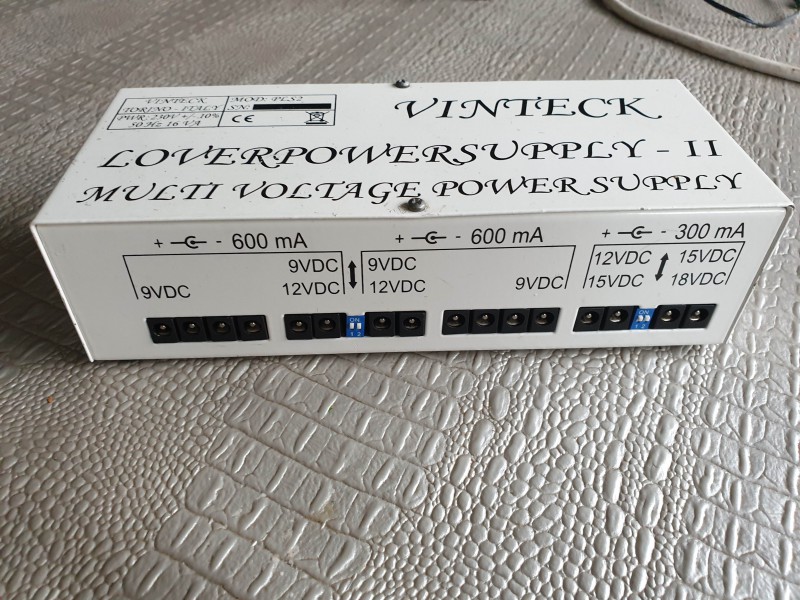 VINTECK
TORINO - ITALY
MOD: PLS2
SN:
PWR: 230V +/- 10%
50 Hz 16 VA
CE
VINTECK
LOVERPOWERSUPPLY - II
MULTI VOLTAGE POWER SUPPLY
+ - 600 mA
+ - 600 mA
+ - 300 mA
9VDC
9VDC
12VDC
9VDC
12VDC
9VDC
12VDC
15VDC
15VDC
18VDC
ON
1 2
ON
1 2